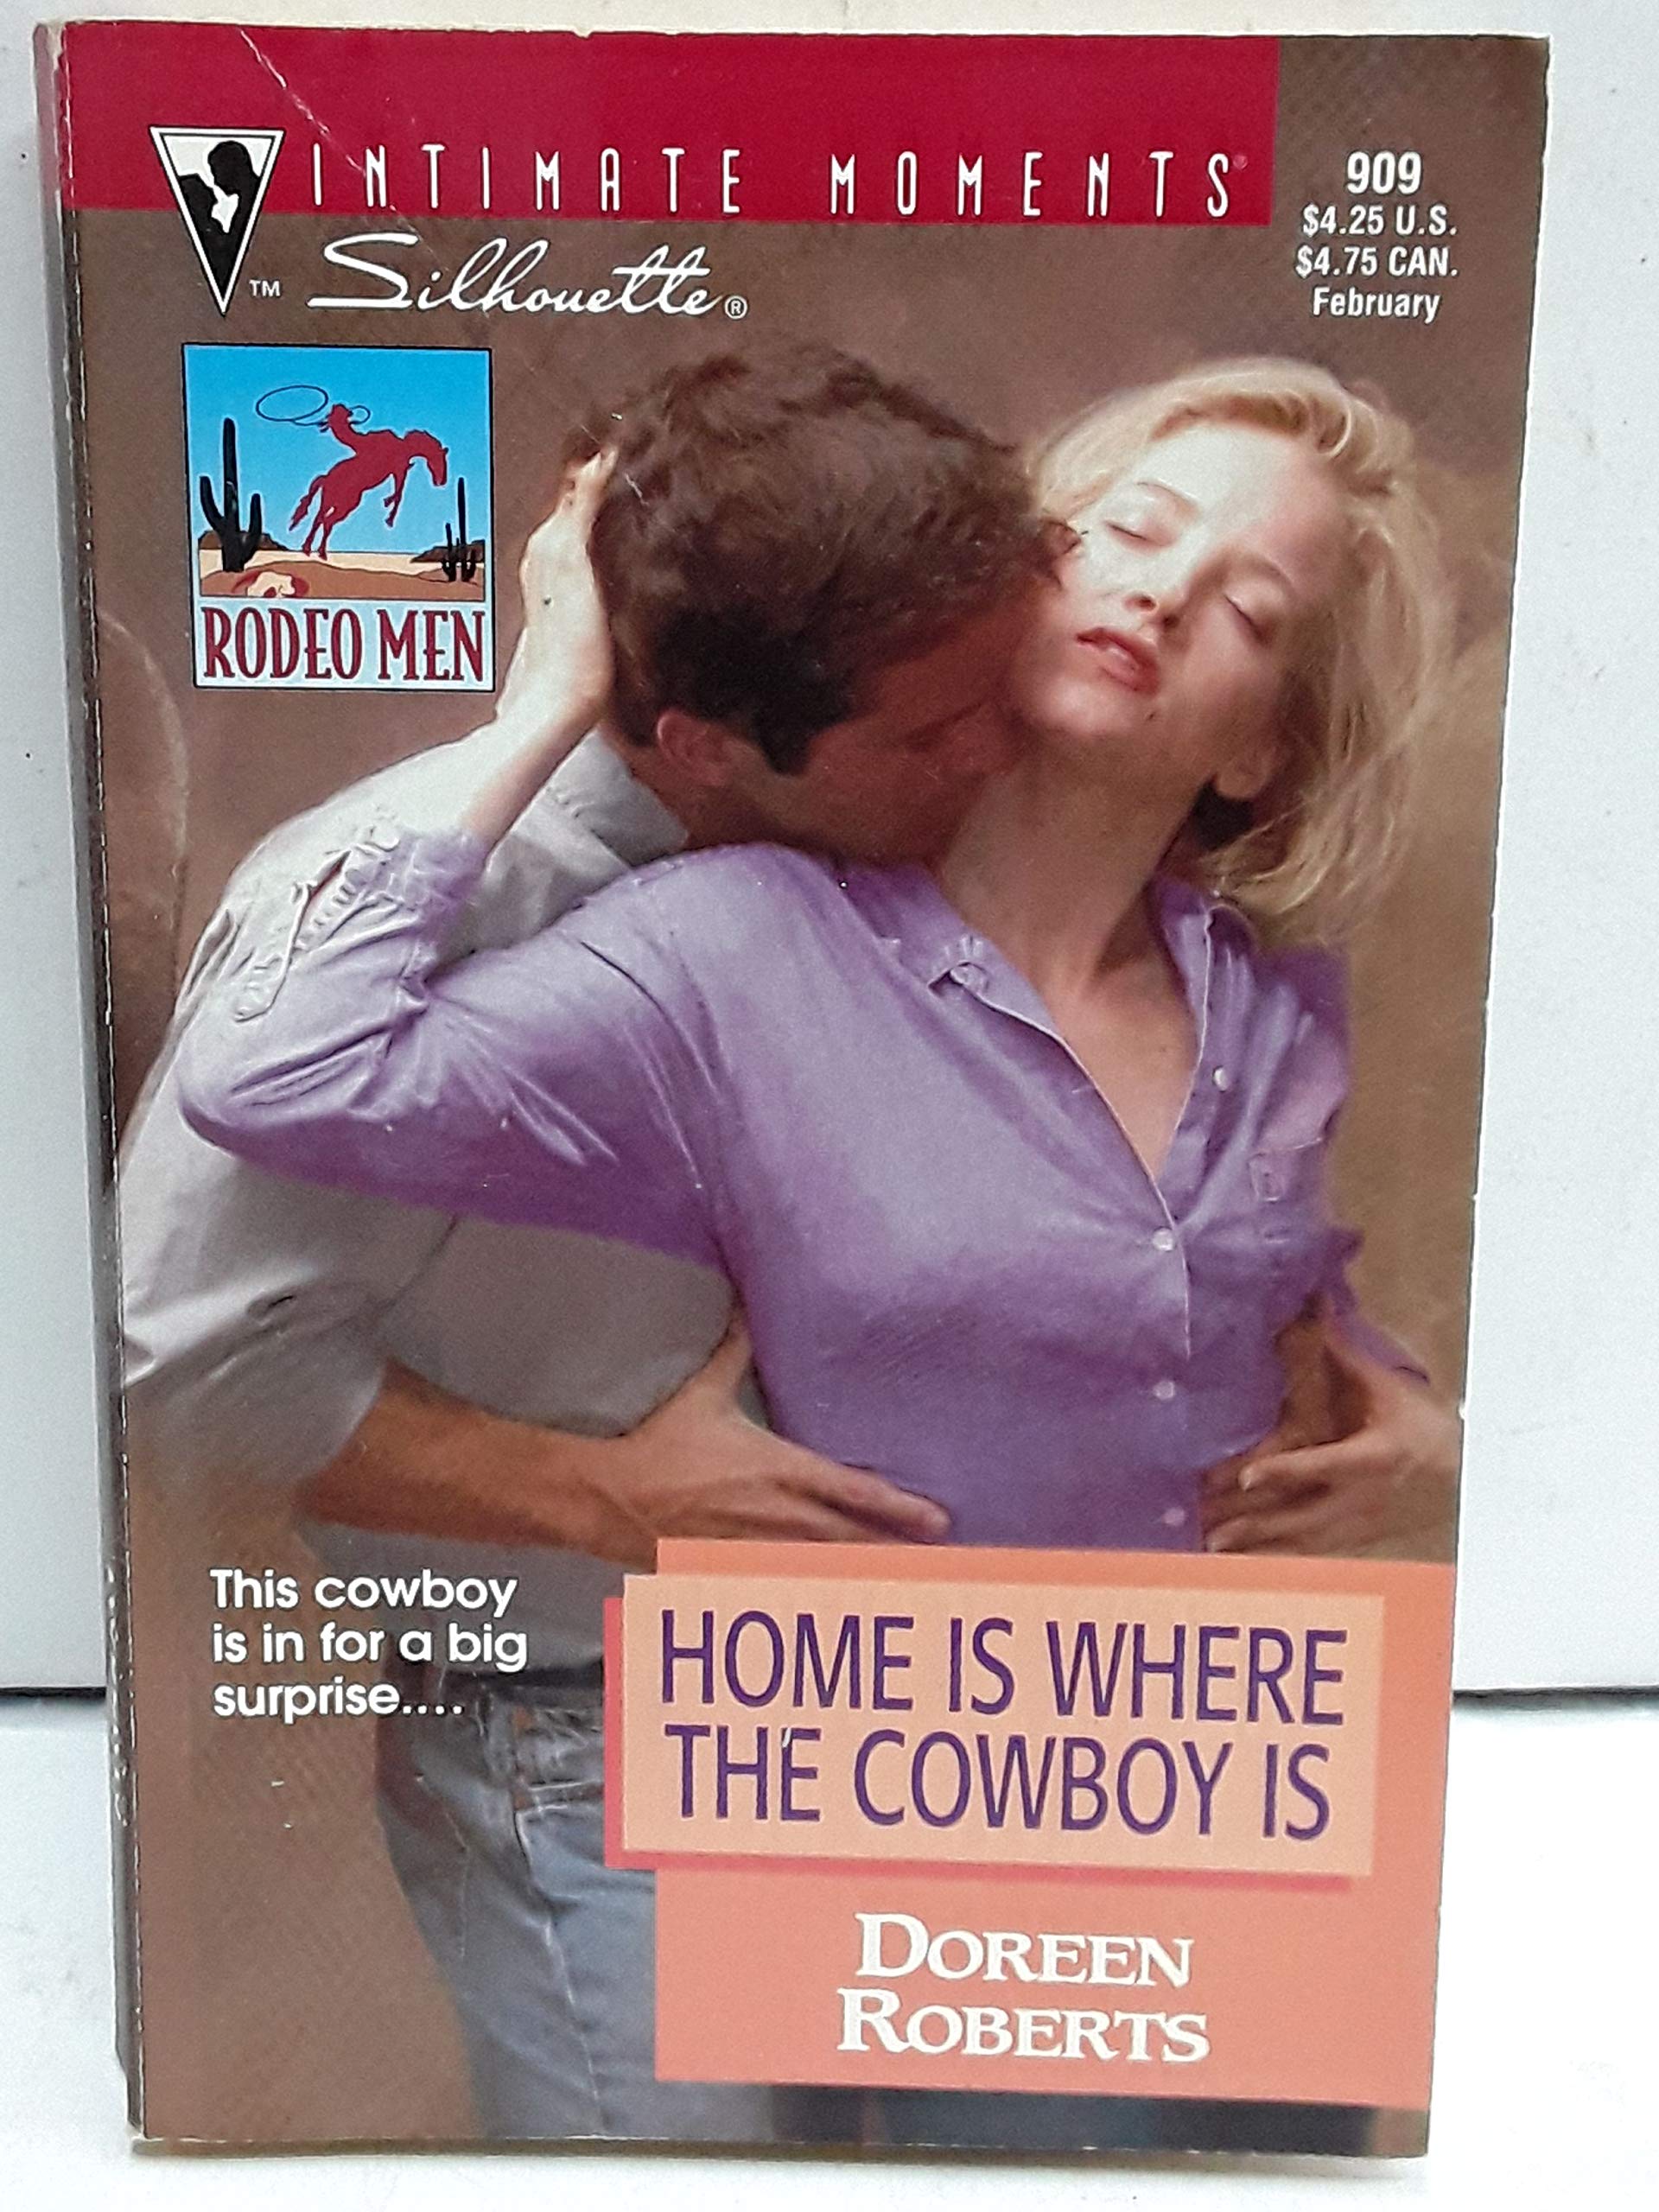 INTIMATE MOMENTS®
909
$4.25 U.S.
$4.75 CAN.
February
™ Silhouette®
RODEO MEN
This cowboy
is in for a big
surprise....
HOME IS WHERE
THE COWBOY IS
DOREEN
ROBERTS